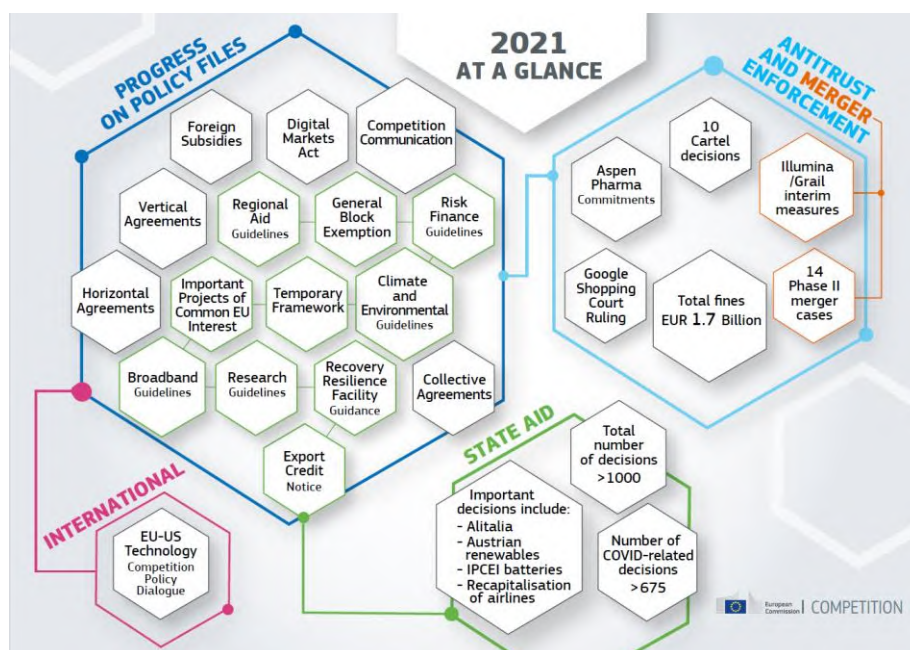 2021
AT A GLANCE
PROGRESS
ON POLICY FILES
Foreign
Subsidies
Digital
Markets
Act
Competition
Communication
Vertical
Agreements
Regional
Aid
Guidelines
General
Block
Exemption
Risk
Finance
Guidelines
Horizontal
Agreements
Important
Projects of
Common EU
Interest
Temporary
Framework
Climate
and
Environmental
Guidelines
Broadband
Guidelines
Research
Guidelines
Recovery
Resilience
Facility
Guidance
Collective
Agreements
Export
Credit
Notice
ANTITRUST
AND MERGER
ENFORCEMENT
10
Cartel
decisions
Aspen
Pharma
Commitments
Illumina
/Grail
interim
measures
Google
Shopping
Court
Ruling
Total fines
EUR 1.7 Billion
14
Phase II
merger
cases
INTERNATIONAL
EU-US
Technology
Competition
Policy
Dialogue
STATE AID
Total
number
of decisions
>1000
Important
decisions include:
- Alitalia
- Austrian
renewables
- IPCEI batteries
- Recapitalisation
of airlines
Number of
COVID-related
decisions
>675
European
Commission
COMPETITION